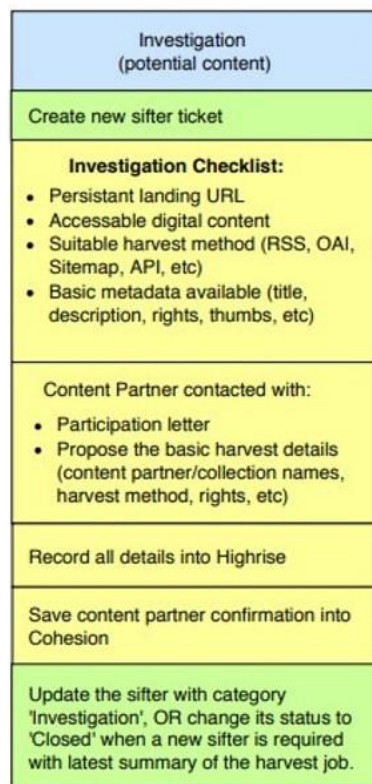 Investigation
(potential content)
Create new sifter ticket
Investigation Checklist:
• Persistant landing URL
• Accessable digital content
• Suitable harvest method (RSS, OAI,
Sitemap, API, etc)
• Basic metadata available (title,
description, rights, thumbs, etc)
Content Partner contacted with:
• Participation letter
• Propose the basic harvest details
(content partner/collection names,
harvest method, rights, etc)
Record all details into Highrise
Save content partner confirmation into
Cohesion
Update the sifter with category
'Investigation', OR change its status to
'Closed' when a new sifter is required
with latest summary of the harvest job.